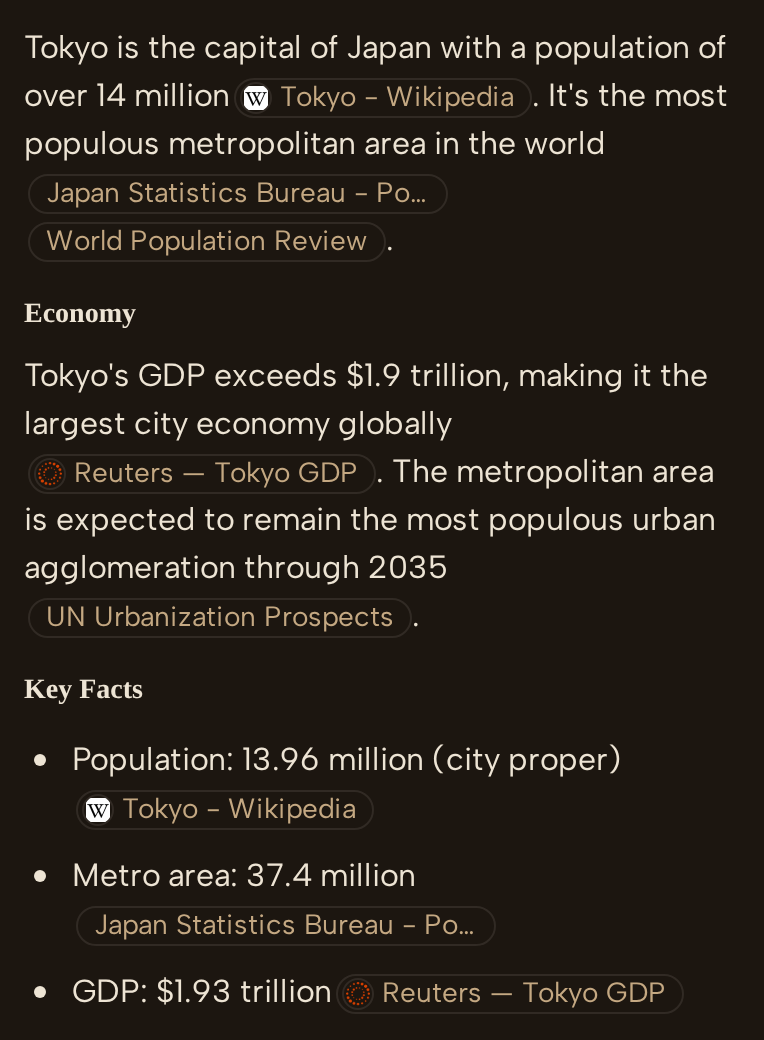 Tokyo is the capital of Japan with a population of
over 14 million W Tokyo - Wikipedia . It's the most
populous metropolitan area in the world
Japan Statistics Bureau - Po...
World Population Review .
Economy
Tokyo's GDP exceeds $1.9 trillion, making it the
largest city economy globally
Reuters — Tokyo GDP . The metropolitan area
is expected to remain the most populous urban
agglomeration through 2035
UN Urbanization Prospects .
Key Facts
• Population: 13.96 million (city proper)
W Tokyo - Wikipedia
• Metro area: 37.4 million
Japan Statistics Bureau - Po...
• GDP: $1.93 trillion Reuters — Tokyo GDP